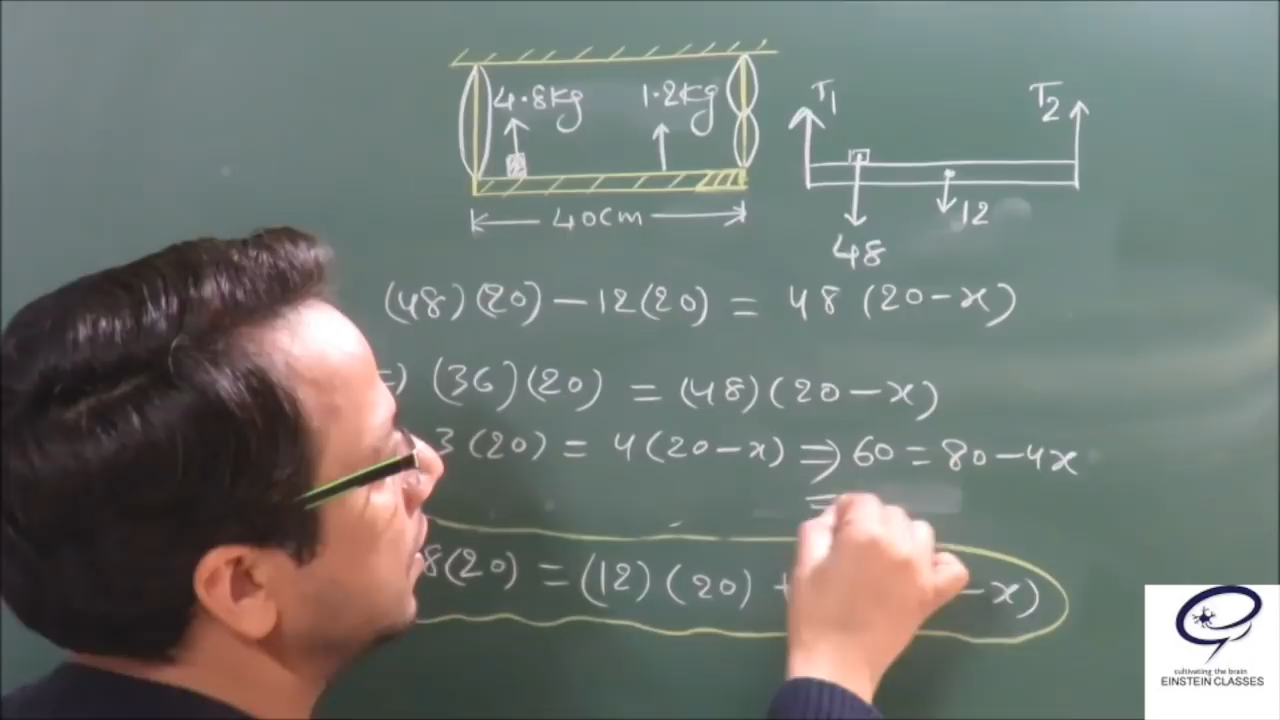 4.8kg 1.2kg T1 T2
40cm 12
48
(48)(20) - 12(20) = 48 (20-x)
⇒ (36)(20) = (48)(20-x)
3(20) = 4(20-x) ⇒ 60 = 80-4x
=
8(20) = (12)(20) + - x)
cultivating the brain
EINSTEIN CLASSES